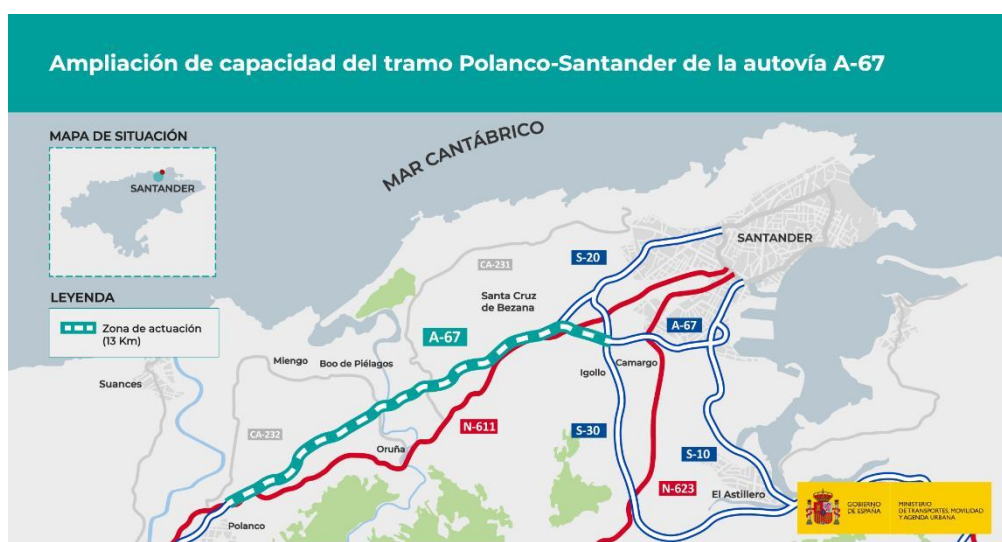 Ampliación de capacidad del tramo Polanco-Santander de la autovía A-67
MAPA DE SITUACIÓN
SANTANDER
LEYENDA
Zona de actuación
(13 Km)
MAR CANTÁBRICO
SANTANDER
S-20
CA-231
Santa Cruz
de Bezana
A-67
A-67
Miengo
Boo de Piélagos
Suances
Igollo
Camargo
CA-232
N-611
Oruña
S-30
S-10
N-623
El Astillero
Polanco
GOBIERNO
DE ESPAÑA
MINISTERIO
DE TRANSPORTES, MOVILIDAD
Y AGENDA URBANA